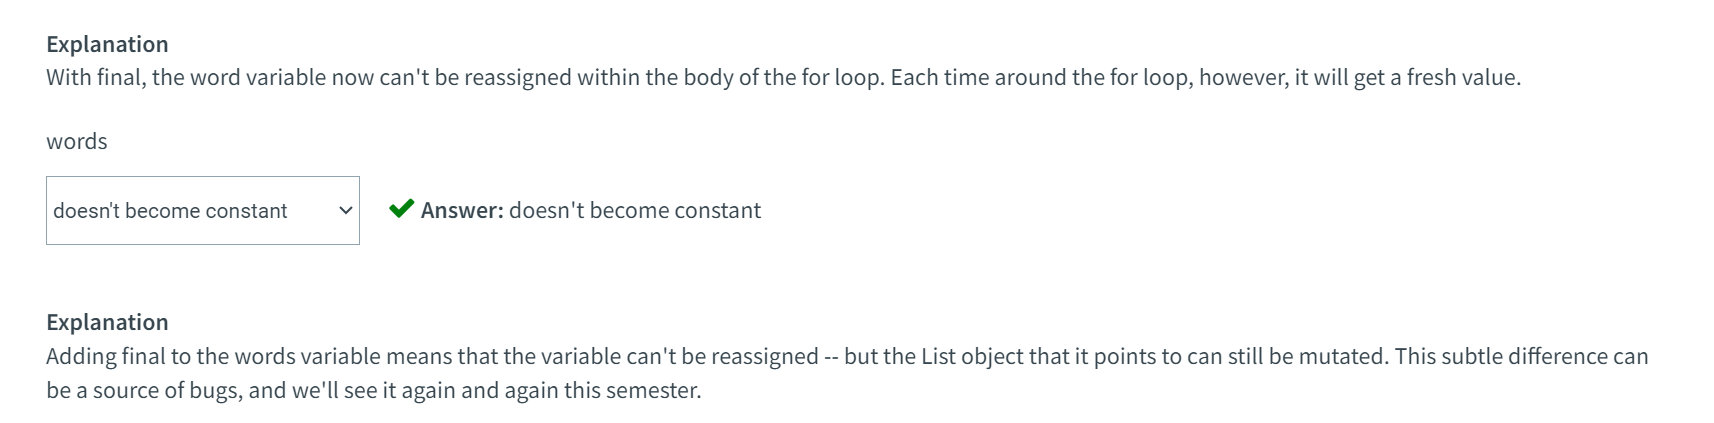 Explanation
With final, the word variable now can't be reassigned within the body of the for loop. Each time around the for loop, however, it will get a fresh value.
words
doesn't become constant
Answer: doesn't become constant
Explanation
Adding final to the words variable means that the variable can't be reassigned -- but the List object that it points to can still be mutated. This subtle difference can
be a source of bugs, and we'll see it again and again this semester.